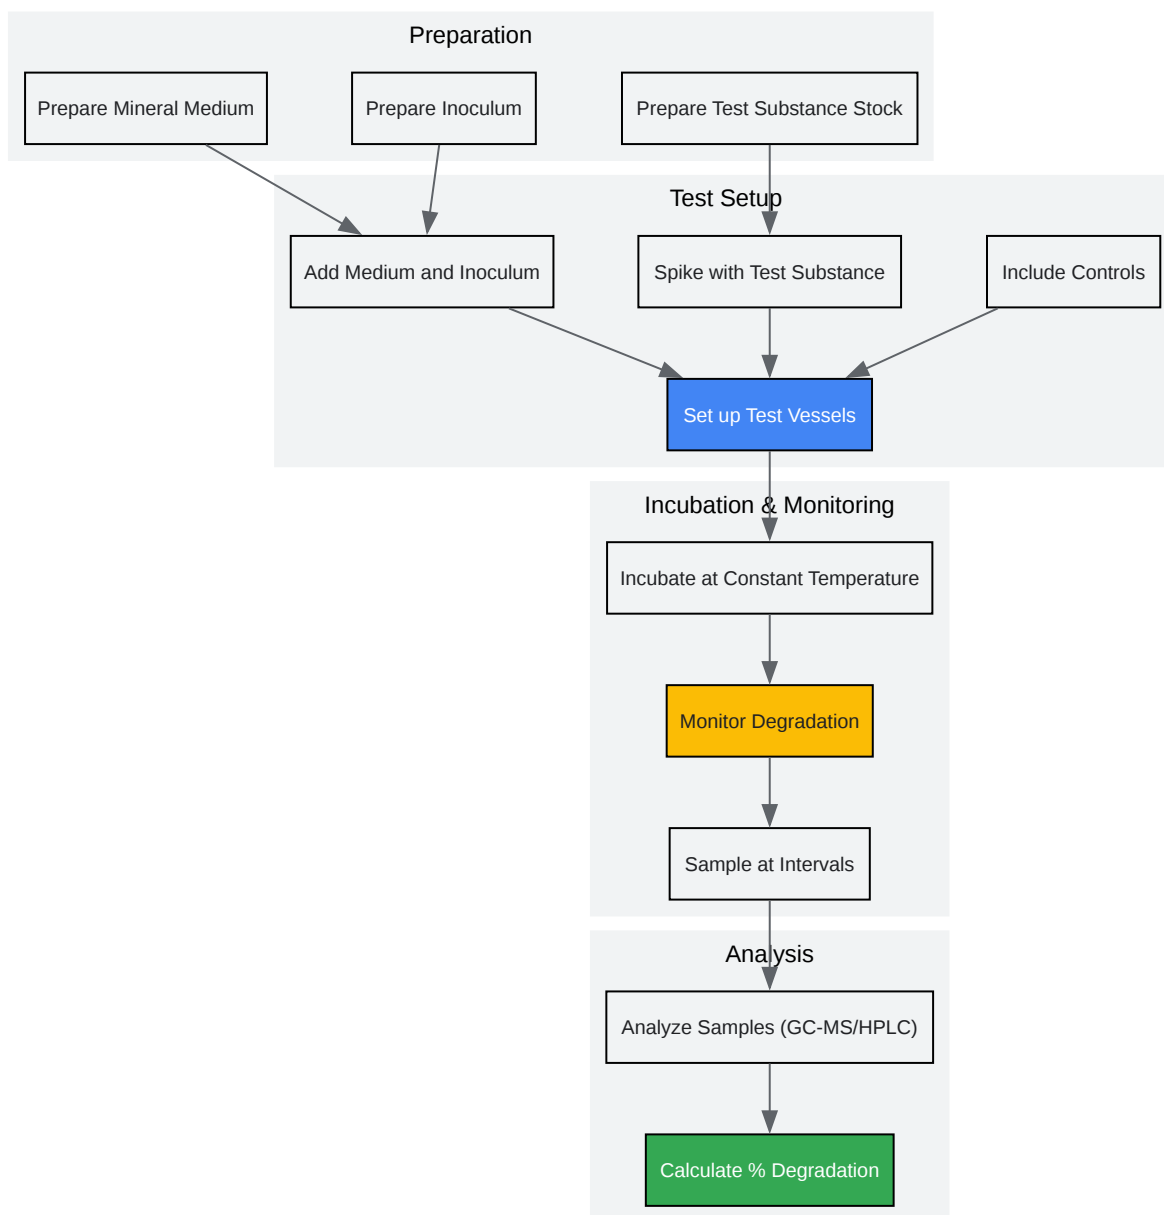 Preparation
Prepare Mineral Medium
Prepare Inoculum
Prepare Test Substance Stock
Test Setup
Add Medium and Inoculum
Spike with Test Substance
Include Controls
Set up Test Vessels
Incubation & Monitoring
Incubate at Constant Temperature
Monitor Degradation
Sample at Intervals
Analysis
Analyze Samples (GC-MS/HPLC)
Calculate % Degradation